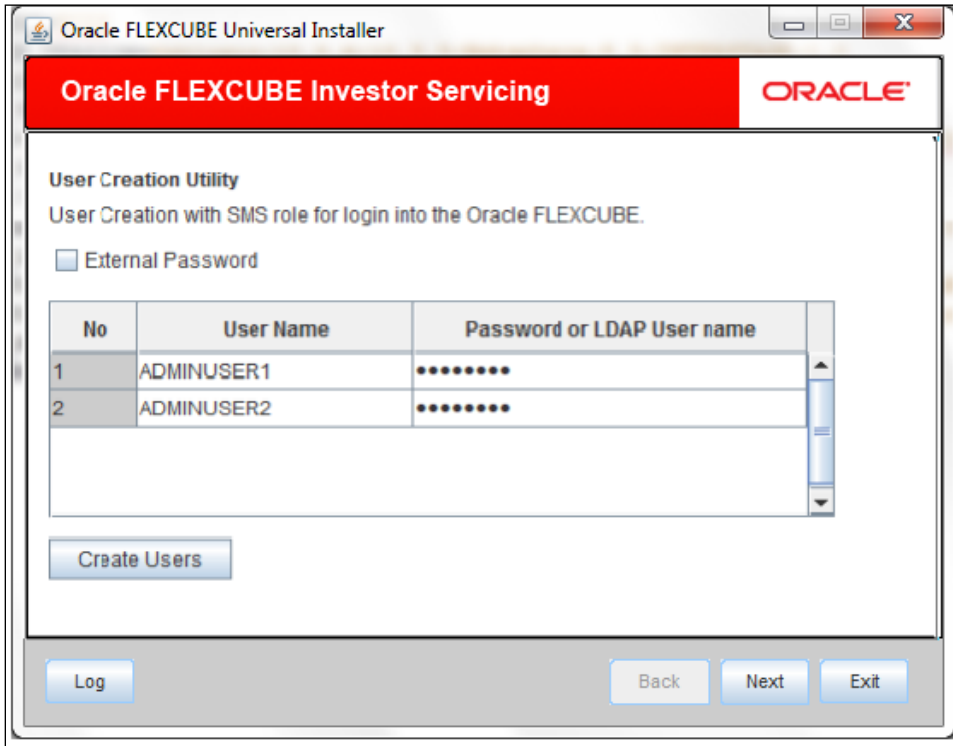 Oracle FLEXCUBE Universal Installer
Oracle FLEXCUBE Investor Servicing
ORACLE
User Creation Utility
User Creation with SMS role for login into the Oracle FLEXCUBE.
External Password
No User Name Password or LDAP User name
1 ADMINUSER1 ••••••••
2 ADMINUSER2 ••••••••
Create Users
Log Back Next Exit